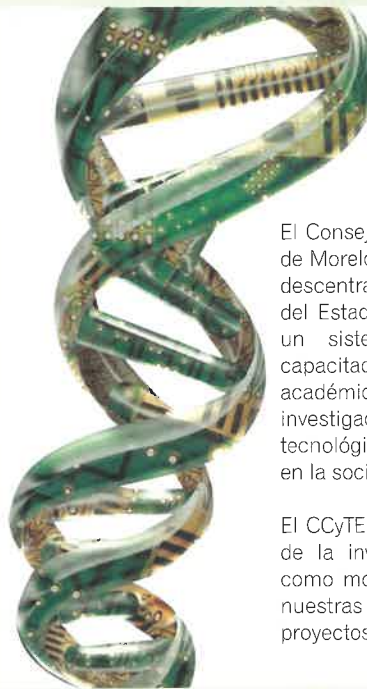 El Consej
de Morelo
descentra
del Estad
un siste
capacitac
académic
investigac
tecnológi
en la soci
El CCyTE
de la inv
como mo
nuestras
proyectos